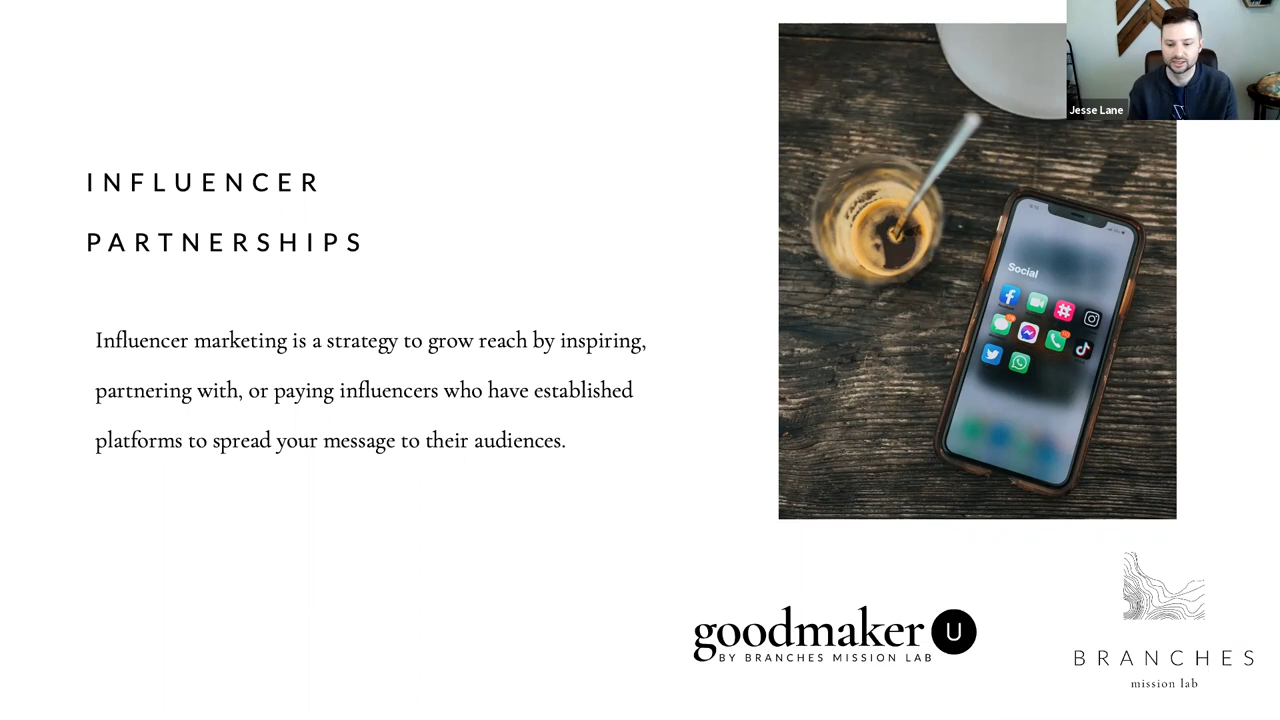 Jesse Lane
INFLUENCER
PARTNERSHIPS
Influencer marketing is a strategy to grow reach by inspiring,
partnering with, or paying influencers who have established
platforms to spread your message to their audiences.
Social
goodmaker U
BY BRANCHES MISSION LAB
BRANCHES
mission lab